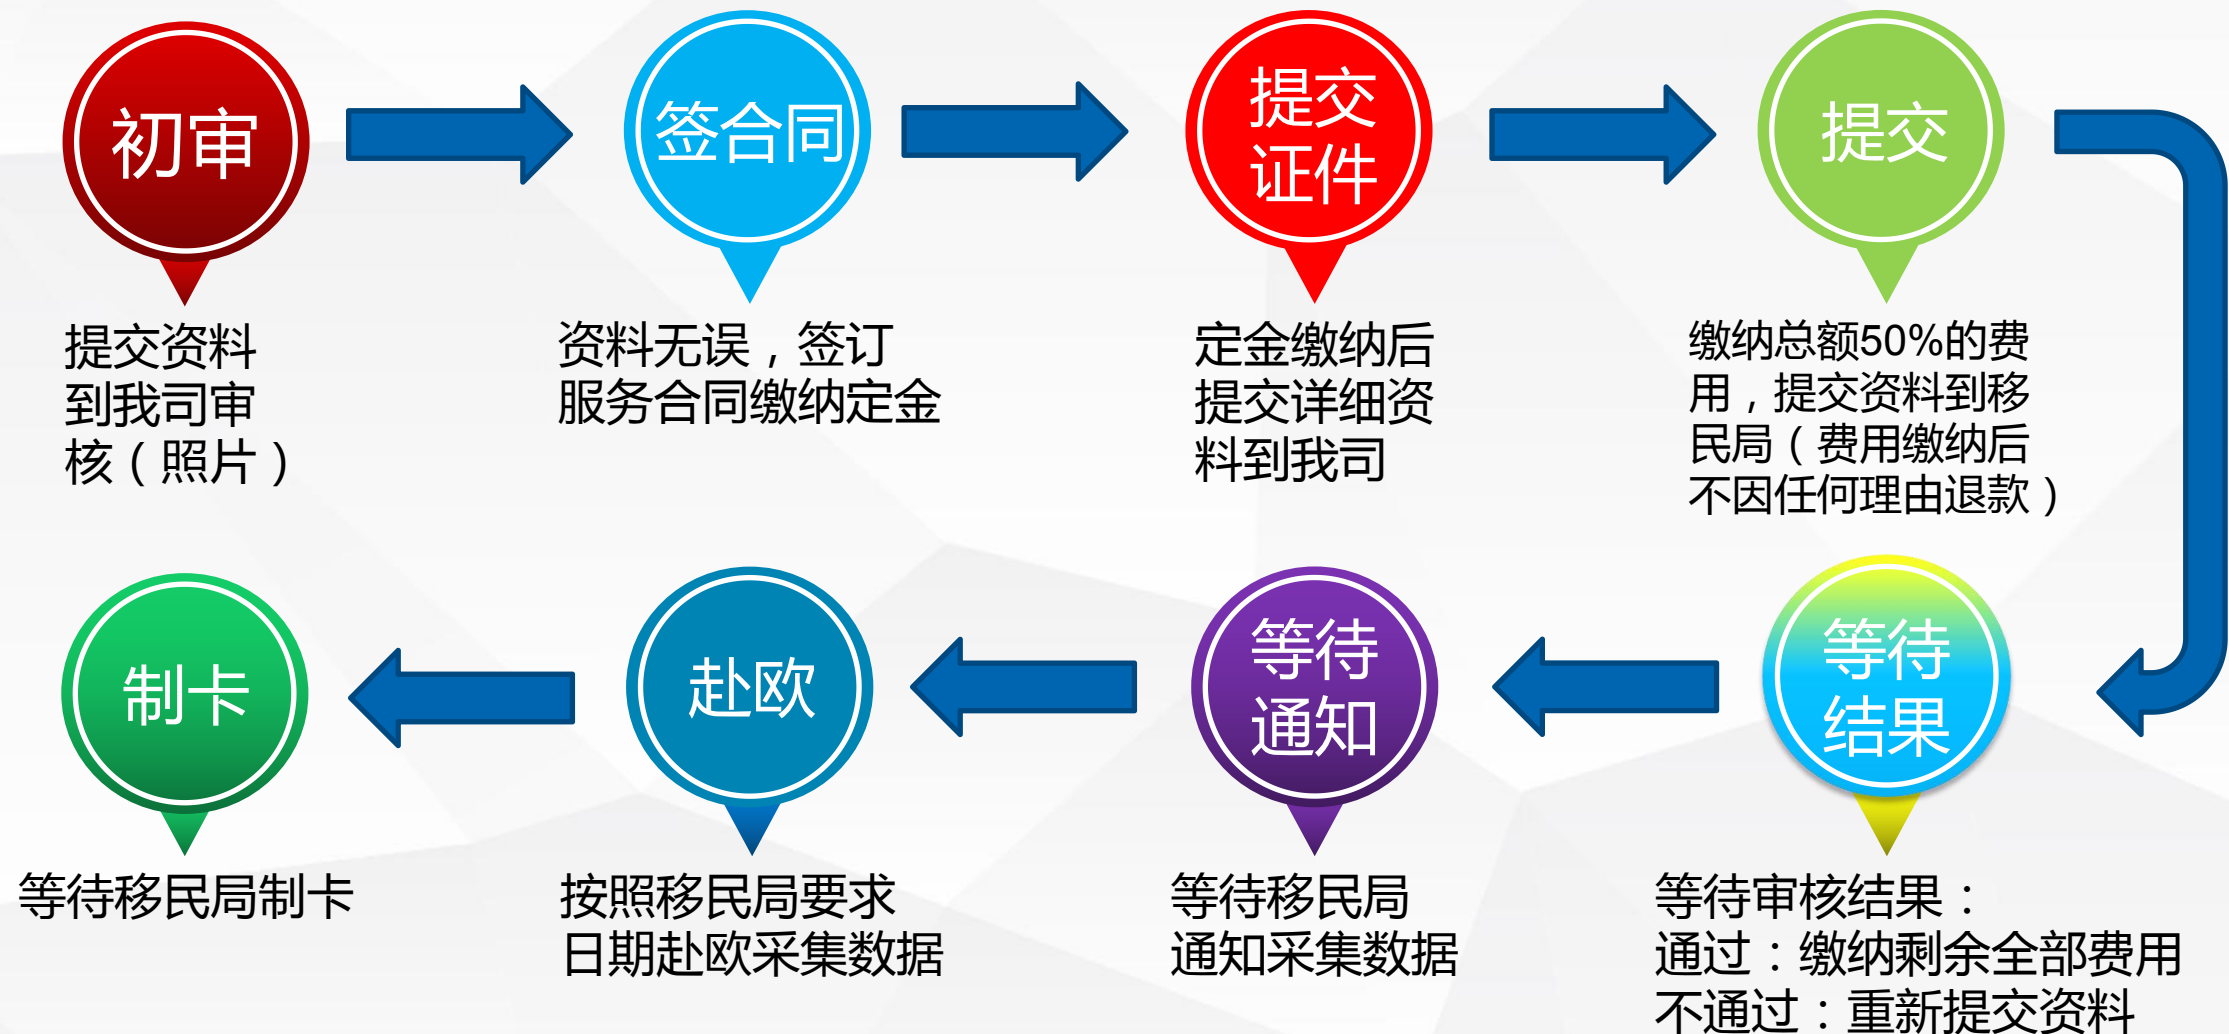 初审
签合同
提交
证件
提交
提交资料
到我司审
核（照片）
资料无误，签订
服务合同缴纳定金
定金缴纳后
提交详细资
料到我司
缴纳总额50%的费
用，提交资料到移
民局（费用缴纳后
不因任何理由退款）
等待
结果
等待
通知
赴欧
制卡
等待审核结果：
通过：缴纳剩余全部费用
不通过：重新提交资料
等待移民局
通知采集数据
按照移民局要求
日期赴欧采集数据
等待移民局制卡